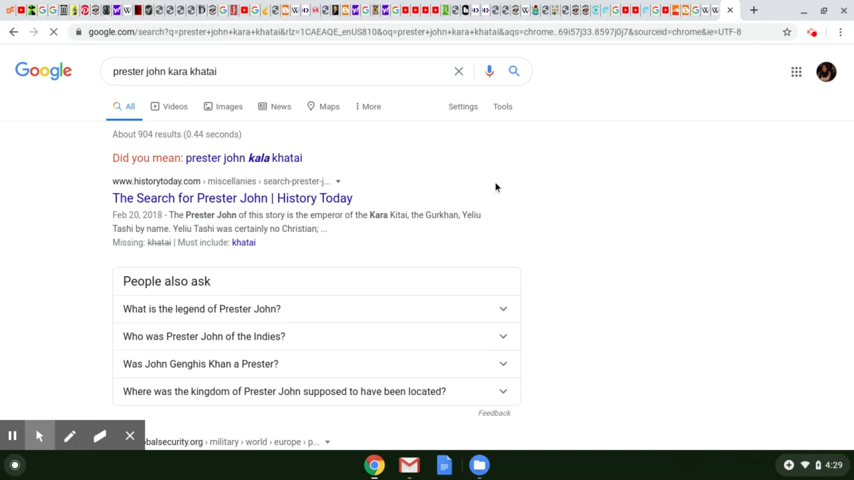 google.com/search?q=prester+john+kara+khatai&rlz=1CAEAQE_enUS810&oq=prester+john+kara+khatai&aqs=chrome..69i57j33.8597j0j7&sourceid=chrome&ie=UTF-8
Google
prester john kara khatai
All Videos Images News Maps More Settings Tools
About 904 results (0.44 seconds)
Did you mean: prester john kala khatai
www.historytoday.com › miscellanies › search-prester-j...
The Search for Prester John | History Today
Feb 20, 2018 - The Prester John of this story is the emperor of the Kara Kitai, the Gurkhan, Yeliu
Tashi by name. Yeliu Tashi was certainly no Christian; ...
Missing: khatai | Must include: khatai
People also ask
What is the legend of Prester John?
Who was Prester John of the Indies?
Was John Genghis Khan a Prester?
Where was the kingdom of Prester John supposed to have been located?
Feedback
obalsecurity.org › military › world › europe › p...
4:29